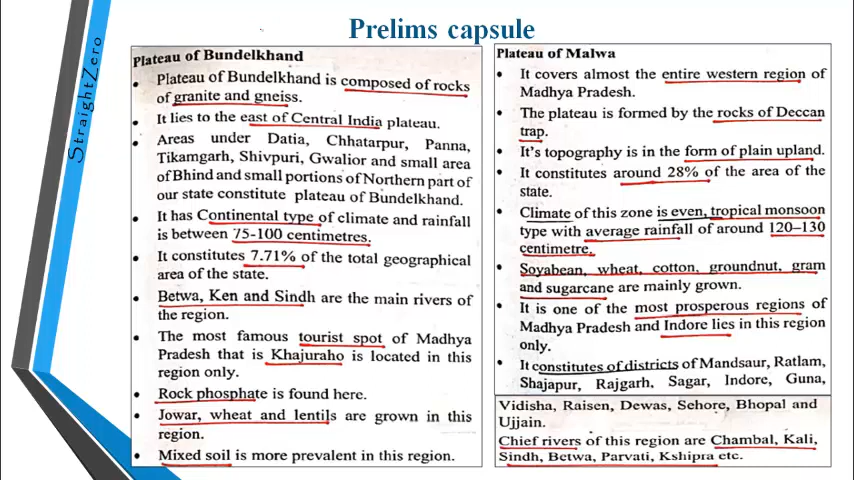 Prelims capsule
StraightZero
Plateau of Bundelkhand
• Plateau of Bundelkhand is composed of rocks
of granite and gneiss.
• It lies to the east of Central India plateau.
• Areas under Datia, Chhatarpur, Panna,
Tikamgarh, Shivpuri, Gwalior and small area
of Bhind and small portions of Northern part of
our state constitute plateau of Bundelkhand.
• It has Continental type of climate and rainfall
is between 75-100 centimetres.
• It constitutes 7.71% of the total geographical
area of the state.
• Betwa, Ken and Sindh are the main rivers of
the region.
• The most famous tourist spot of Madhya
Pradesh that is Khajuraho is located in this
region only.
• Rock phosphate is found here.
• Jowar, wheat and lentils are grown in this
region.
• Mixed soil is more prevalent in this region.
Plateau of Malwa
• It covers almost the entire western region of
Madhya Pradesh.
• The plateau is formed by the rocks of Deccan
trap.
• It's topography is in the form of plain upland.
• It constitutes around 28% of the area of the
state.
• Climate of this zone is even, tropical monsoon
type with average rainfall of around 120–130
centimetre.
• Soyabean, wheat, cotton, groundnut, gram
and sugarcane are mainly grown.
• It is one of the most prosperous regions of
Madhya Pradesh and Indore lies in this region
only.
• It constitutes of districts of Mandsaur, Ratlam,
Shajapur, Rajgarh, Sagar, Indore, Guna,
Vidisha, Raisen, Dewas, Sehore, Bhopal and
Ujjain.
Chief rivers of this region are Chambal, Kali,
Sindh, Betwa, Parvati, Kshipra etc.